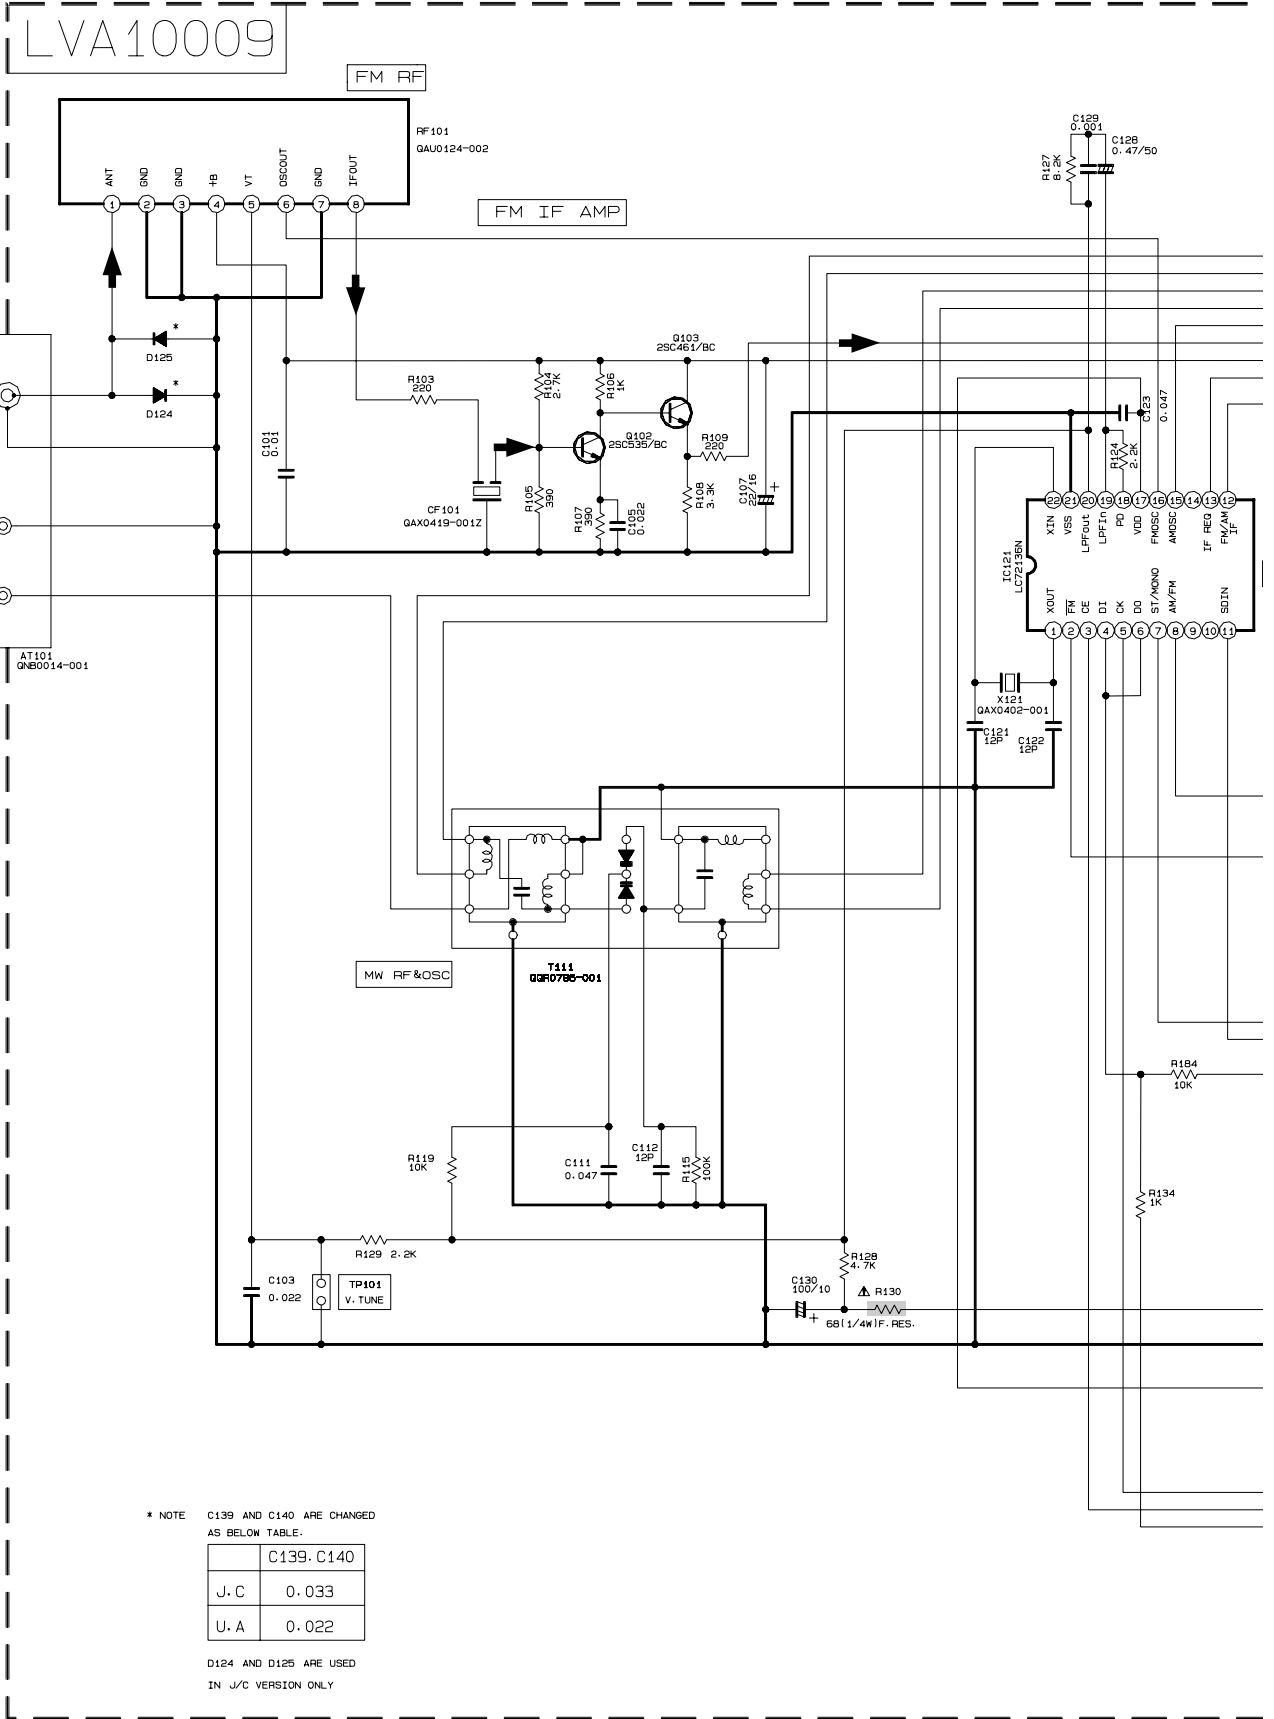 LVA10009
FM RF
RF101
QAU0124-002
ANT
GND
GND
+B
VT
OSCOUT
GND
IFOUT
1
2
3
4
5
6
7
8
FM IF AMP
C129
0.001
C128
0.47/50
R127
8.2K
*
D125
*
D124
Q103
2SC461/BC
R103
220
R104
2.7K
R106
1K
Q102
2SC535/BC
R109
220
C101
0.01
CF101
QAX0419-001Z
R105
390
R107
390
C105
0.022
R108
3.3K
C107
22/16
+
C123
0.047
R124
2.2K
22
21
20
19
18
17
16
15
14
13
12
XIN
VSS
LPFout
LPFIn
PD
VDD
FMOSC
AMOSC
IF REQ
FM/AM
IF
IC121
LC72136N
XOUT
FM
CE
DI
CK
DO
ST/MONO
AM/FM
SDIN
1
2
3
4
5
6
7
8
9
10
11
AT101
QNB0014-001
X121
QAX0402-001
C121
12P
C122
12P
MW RF&OSC
T111
QQR0785-001
R184
10K
R119
10K
C111
0.047
C112
12P
R115
100K
R134
1K
R129 2.2K
R128
4.7K
C103
0.022
TP101
V.TUNE
C130
100/10
+
R130
68(1/4W)F.RES.
* NOTE C139 AND C140 ARE CHANGED
AS BELOW TABLE.
C139.C140
J.C 0.033
U.A 0.022
D124 AND D125 ARE USED
IN J/C VERSION ONLY